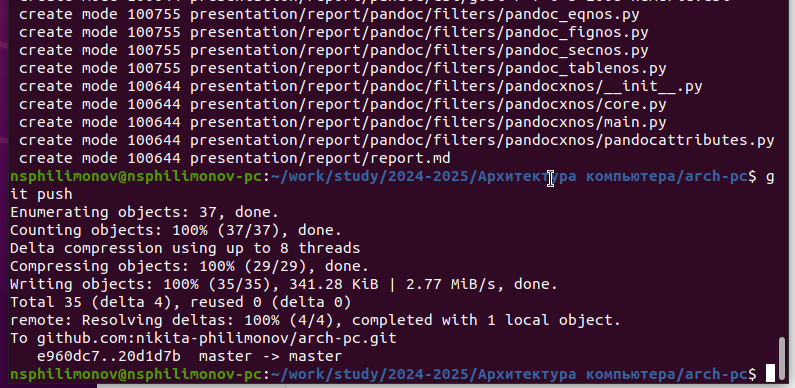 create mode 100755 presentation/report/pandoc/filters/pandoc_eqnos.py
create mode 100755 presentation/report/pandoc/filters/pandoc_fignos.py
create mode 100755 presentation/report/pandoc/filters/pandoc_secnos.py
create mode 100755 presentation/report/pandoc/filters/pandoc_tablenos.py
create mode 100644 presentation/report/pandoc/filters/pandocxnos/__init__.py
create mode 100644 presentation/report/pandoc/filters/pandocxnos/core.py
create mode 100644 presentation/report/pandoc/filters/pandocxnos/main.py
create mode 100644 presentation/report/pandoc/filters/pandocxnos/pandocattributes.py
create mode 100644 presentation/report/report.md
nsphilimonov@nsphilimonov-pc:~/work/study/2024-2025/Архитектура компьютера/arch-pc$ g
it push
Enumerating objects: 37, done.
Counting objects: 100% (37/37), done.
Delta compression using up to 8 threads
Compressing objects: 100% (29/29), done.
Writing objects: 100% (35/35), 341.28 KiB | 2.77 MiB/s, done.
Total 35 (delta 4), reused 0 (delta 0)
remote: Resolving deltas: 100% (4/4), completed with 1 local object.
To github.com:nikita-philimonov/arch-pc.git
e960dc7..20d1d7b  master -> master
nsphilimonov@nsphilimonov-pc:~/work/study/2024-2025/Архитектура компьютера/arch-pc$